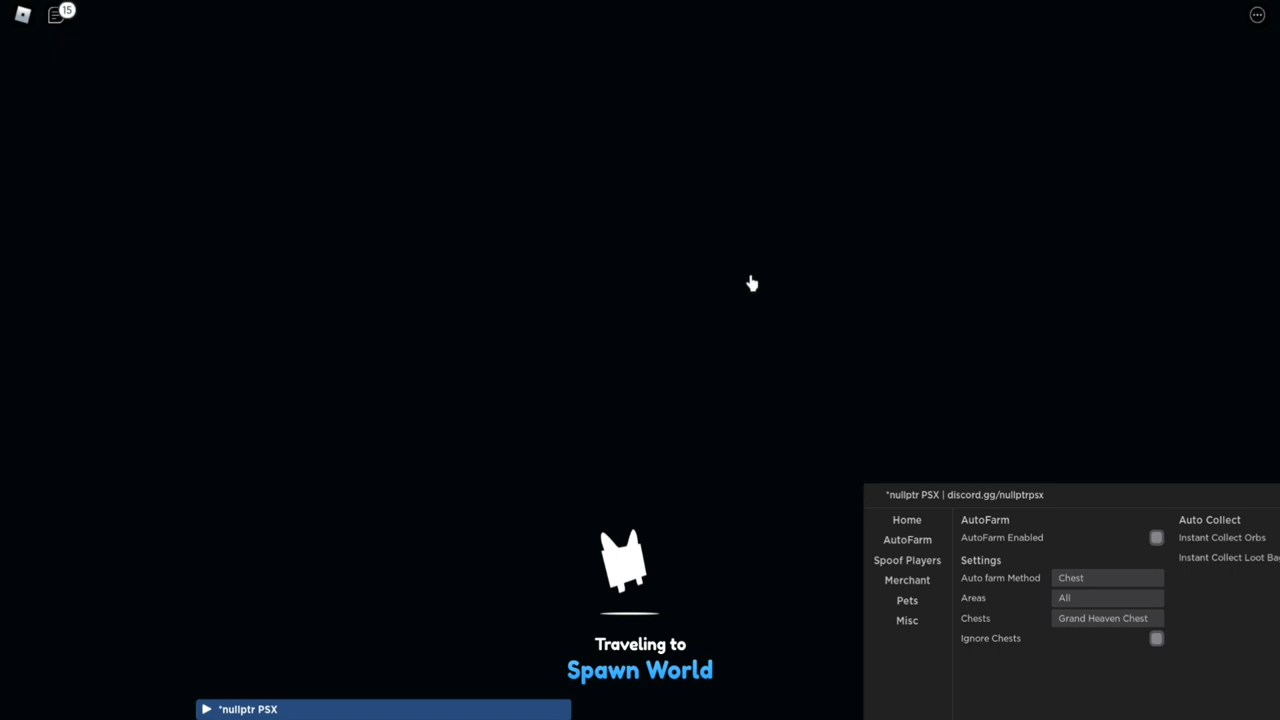 15
*nullptr PSX | discord.gg/nullptrpsx
Home
AutoFarm
Spoof Players
Merchant
Pets
Misc
AutoFarm
AutoFarm Enabled
Settings
Auto farm Method Chest
Areas All
Chests Grand Heaven Chest
Ignore Chests
Auto Collect
Instant Collect Orbs
Instant Collect Loot Ba
Traveling to
Spawn World
*nullptr PSX